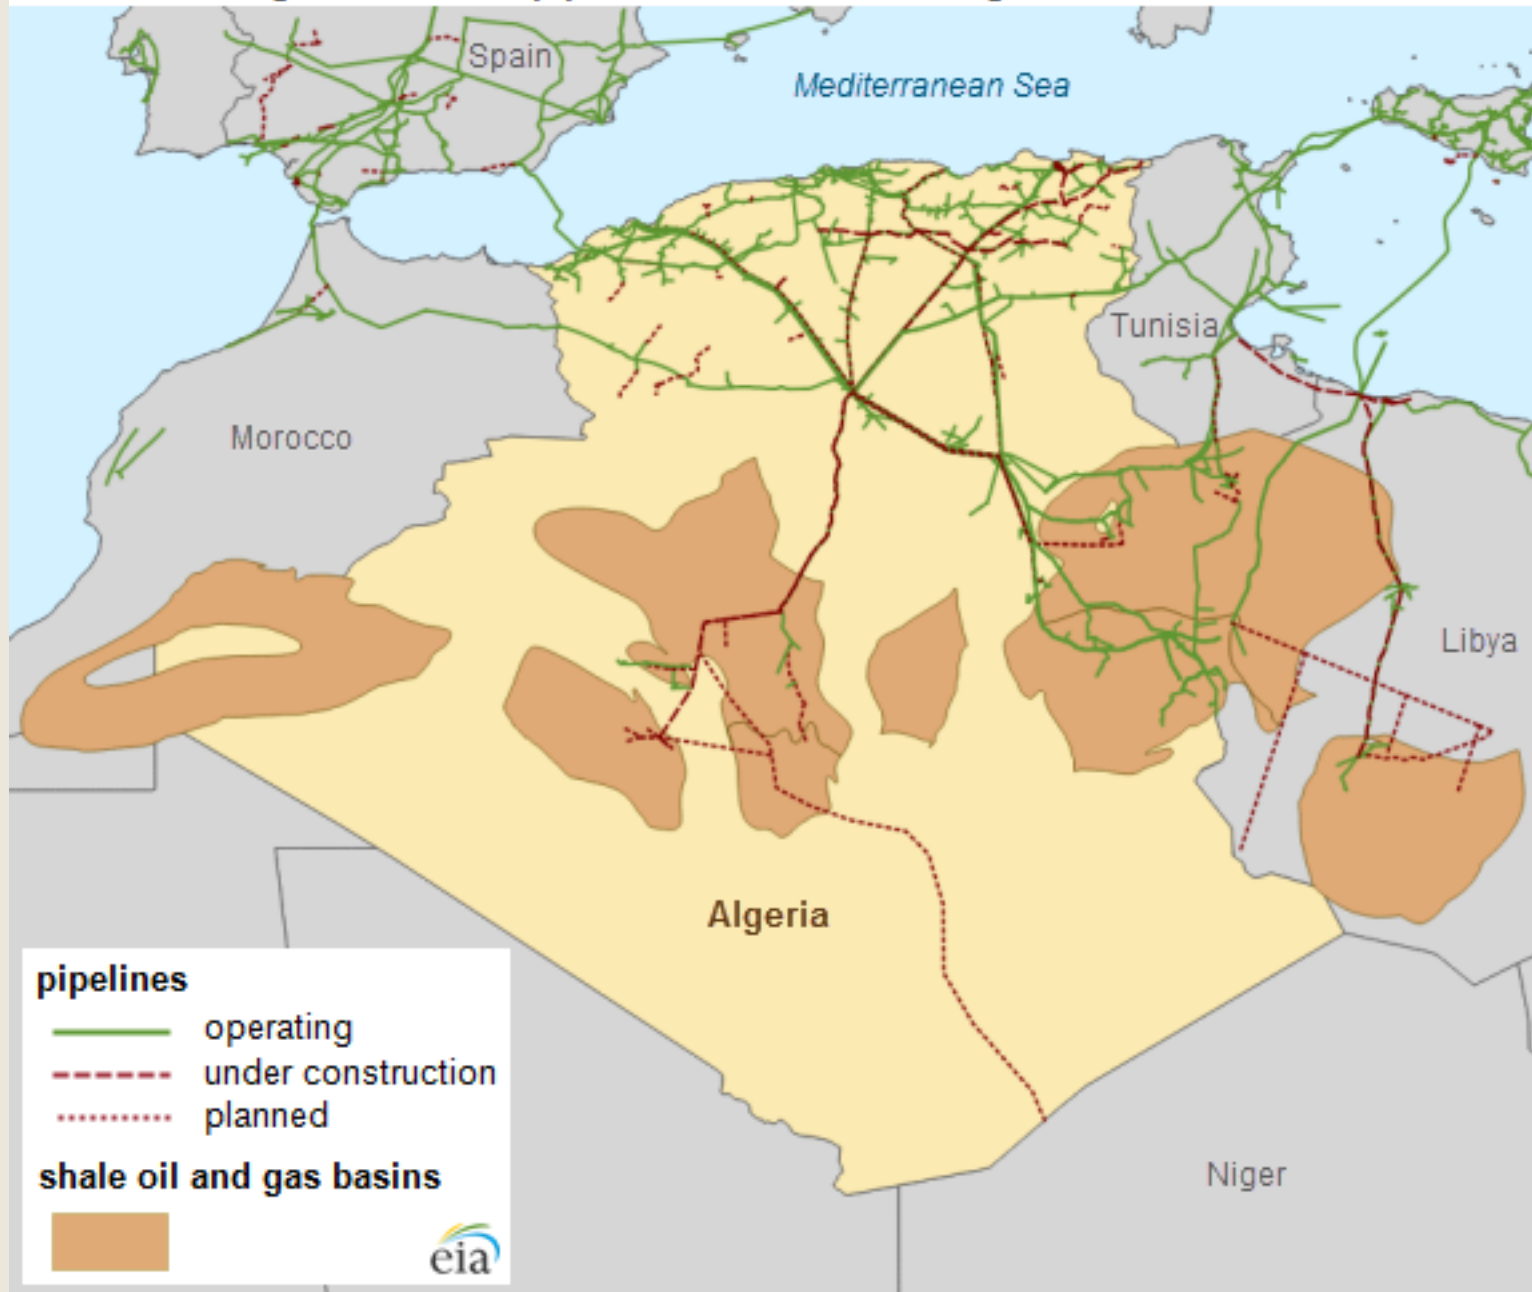 Spain
Mediterranean Sea
Tunisia
Morocco
Libya
Algeria
Niger
pipelines
operating
under construction
planned
shale oil and gas basins
eia